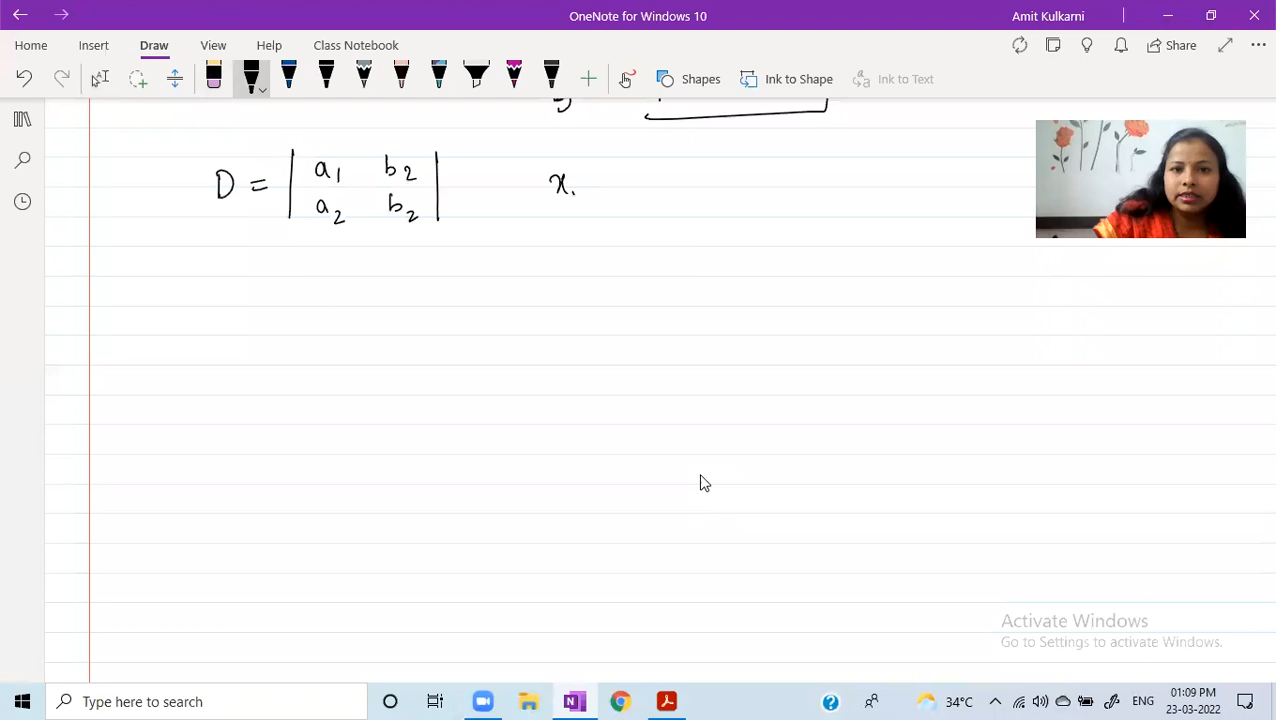 OneNote for Windows 10
Amit Kulkarni
Home Insert Draw View Help Class Notebook
Share
Shapes Ink to Shape Ink to Text
D = | a1 b2 |
| a2 b2 |
x.
Activate Windows
Go to Settings to activate Windows.
Type here to search
34°C
ENG
01:09 PM
23-03-2022